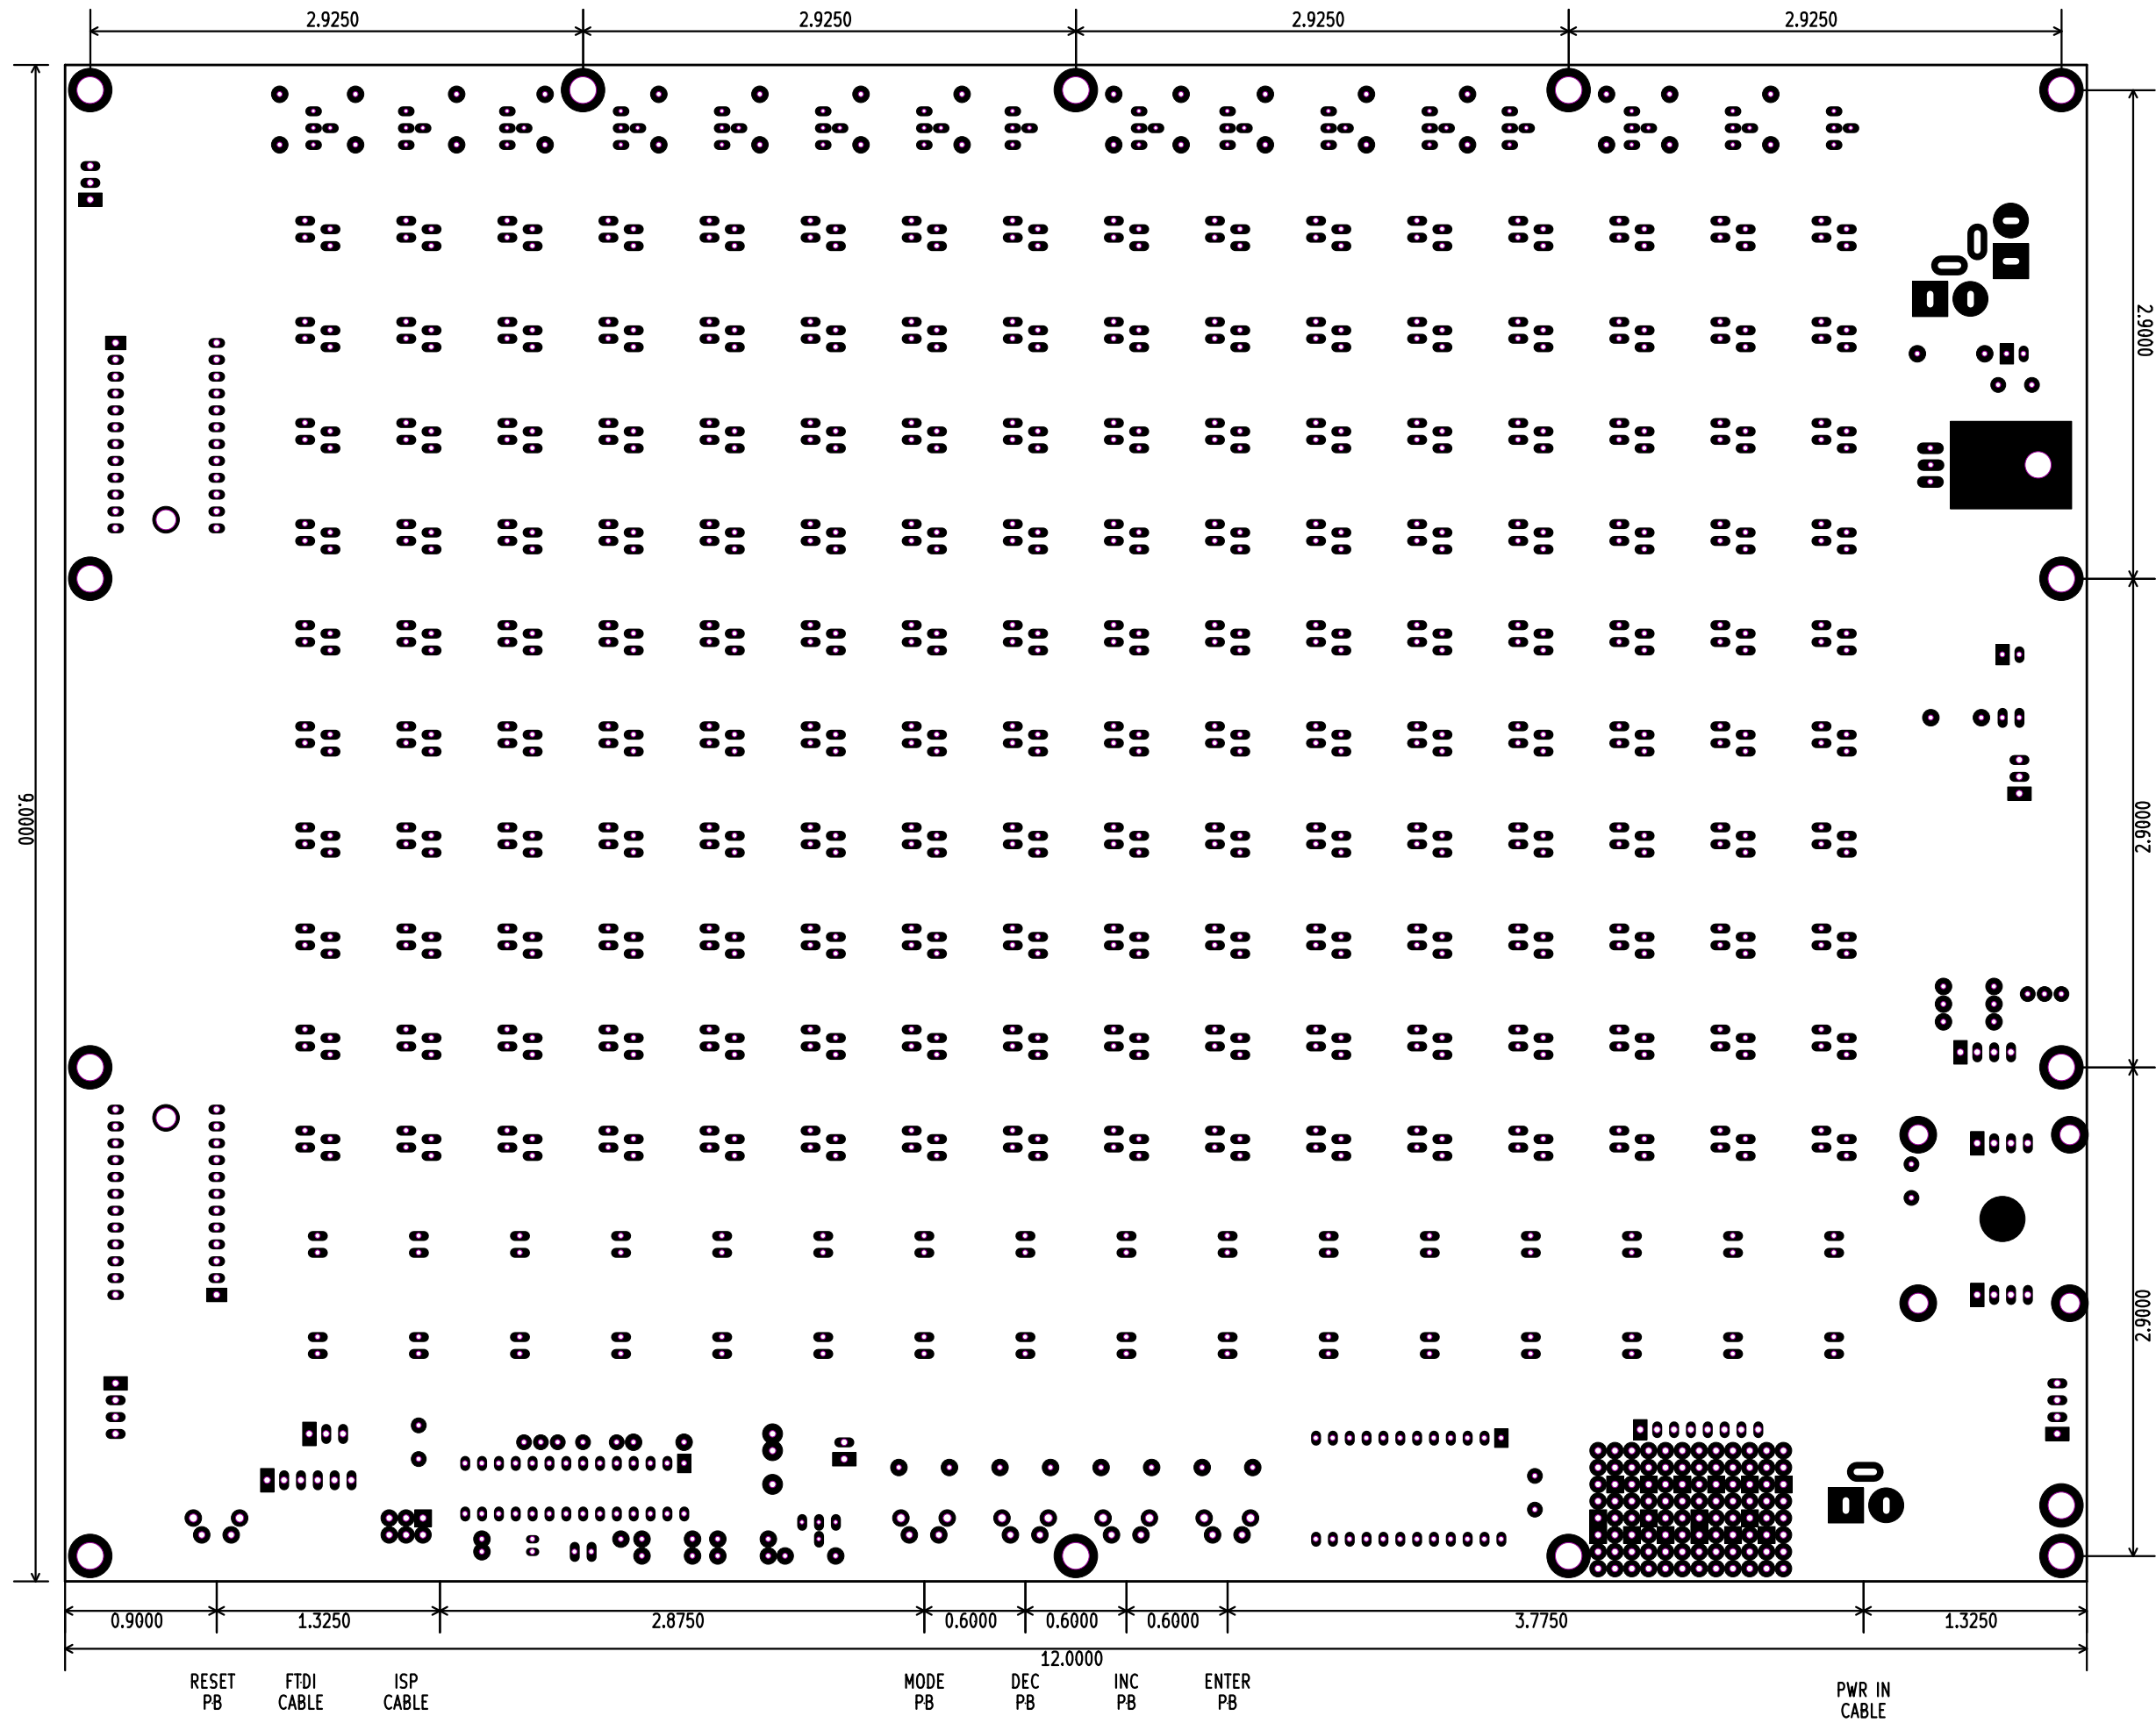 2.9250 2.9250 2.9250 2.9250
2.9000
9.0000
2.9000
2.9000
0.9000 1.3250 2.8750 0.6000 0.6000 0.6000 3.7750 1.3250
12.0000
RESET FTDI ISP MODE DEC INC ENTER PWR IN
PB CABLE CABLE PB PB PB PB CABLE